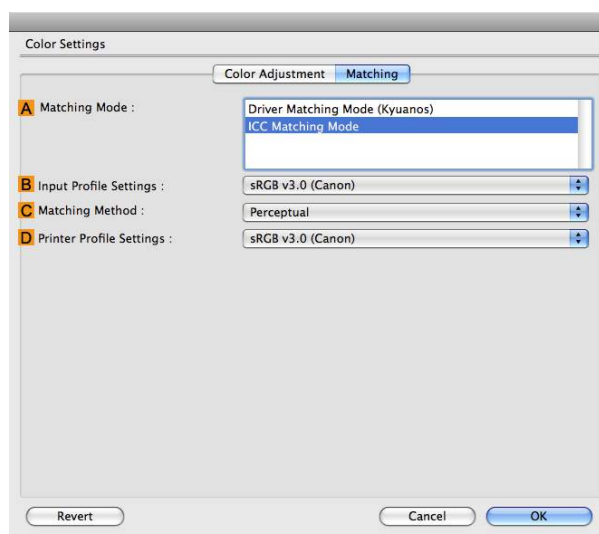 Color Settings
Color Adjustment Matching
A Matching Mode :
Driver Matching Mode (Kyuanos)
ICC Matching Mode
B Input Profile Settings : sRGB v3.0 (Canon)
C Matching Method : Perceptual
D Printer Profile Settings : sRGB v3.0 (Canon)
Revert Cancel OK